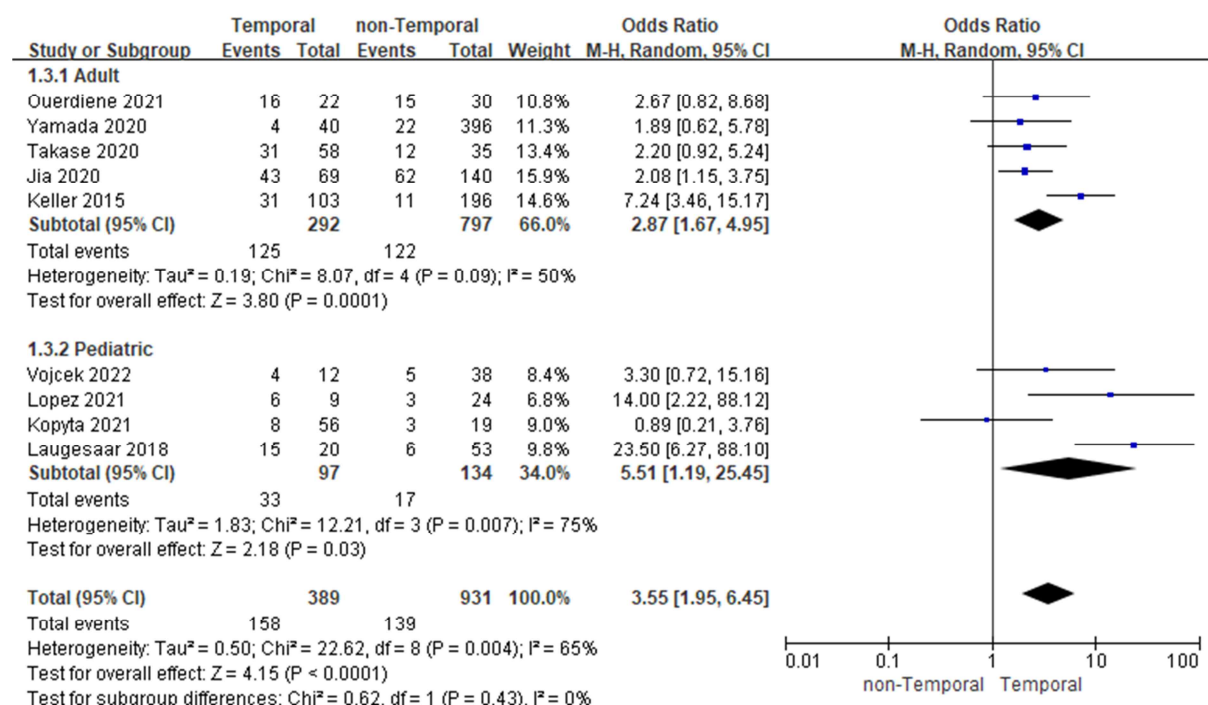 Temporal non-Temporal Odds Ratio Odds Ratio
Study or Subgroup Events Total Events Total Weight M-H, Random, 95% CI M-H, Random, 95% CI
1.3.1 Adult
Ouerdiene 2021 16 22 15 30 10.8% 2.67 [0.82, 8.68]
Yamada 2020 4 40 22 396 11.3% 1.89 [0.62, 5.78]
Takase 2020 31 58 12 35 13.4% 2.20 [0.92, 5.24]
Jia 2020 43 69 62 140 15.9% 2.08 [1.15, 3.75]
Keller 2015 31 103 11 196 14.6% 7.24 [3.46, 15.17]
Subtotal (95% CI) 292 797 66.0% 2.87 [1.67, 4.95]
Total events 125 122
Heterogeneity: Tau² = 0.19; Chi² = 8.07, df = 4 (P = 0.09); I² = 50%
Test for overall effect: Z = 3.80 (P = 0.0001)
1.3.2 Pediatric
Vojcek 2022 4 12 5 38 8.4% 3.30 [0.72, 15.16]
Lopez 2021 6 9 3 24 6.8% 14.00 [2.22, 88.12]
Kopyta 2021 8 56 3 19 9.0% 0.89 [0.21, 3.76]
Laugesaar 2018 15 20 6 53 9.8% 23.50 [6.27, 88.10]
Subtotal (95% CI) 97 134 34.0% 5.51 [1.19, 25.45]
Total events 33 17
Heterogeneity: Tau² = 1.83; Chi² = 12.21, df = 3 (P = 0.007); I² = 75%
Test for overall effect: Z = 2.18 (P = 0.03)
Total (95% CI) 389 931 100.0% 3.55 [1.95, 6.45]
Total events 158 139
Heterogeneity: Tau² = 0.50; Chi² = 22.62, df = 8 (P = 0.004); I² = 65%
Test for overall effect: Z = 4.15 (P < 0.0001)
Test for subgroup differences: Chi² = 0.62, df = 1 (P = 0.43), I² = 0%
0.01 0.1 1 10 100
non-Temporal Temporal